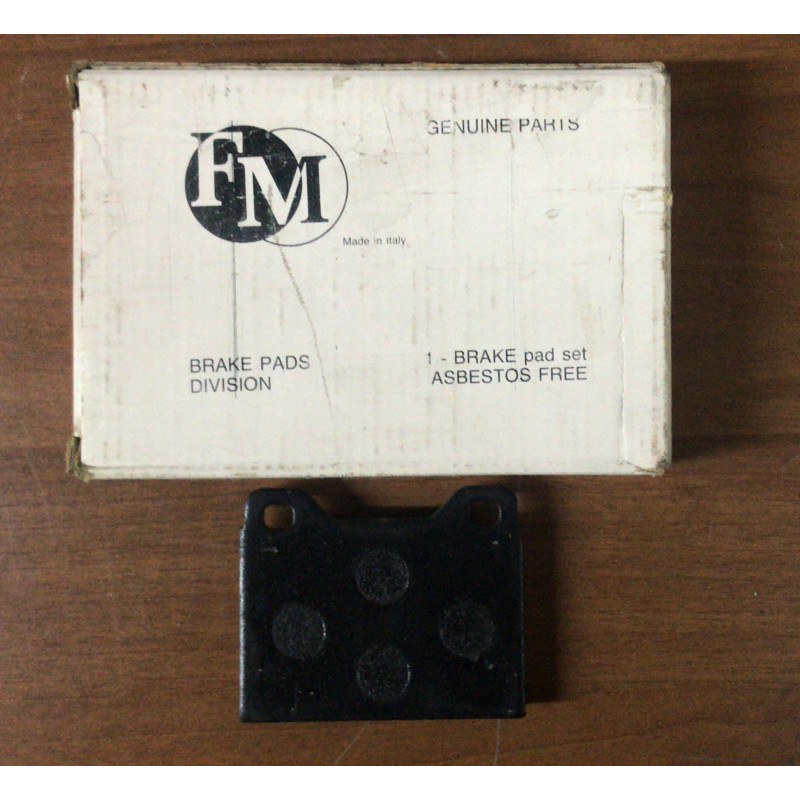 FM
GENUINE PARTS
Made in italy
BRAKE PADS
DIVISION
1 - BRAKE pad set
ASBESTOS FREE